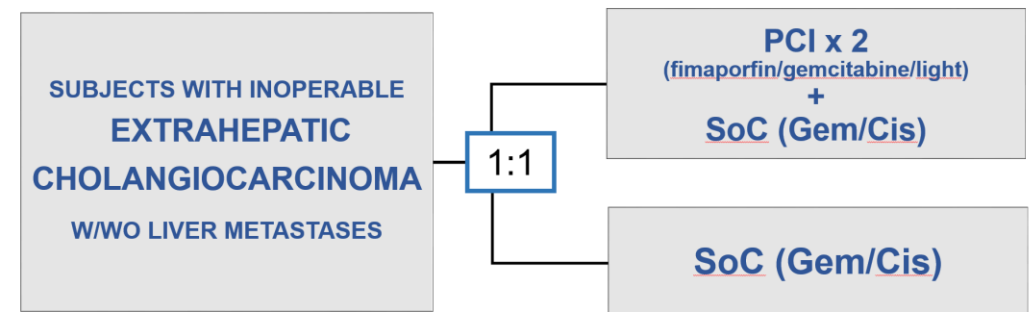 SUBJECTS WITH INOPERABLE
EXTRAHEPATIC
CHOLANGIOCARCINOMA
W/WO LIVER METASTASES
1:1
PCI x 2
(fimaporfin/gemcitabine/light)
+
SoC (Gem/Cis)
SoC (Gem/Cis)